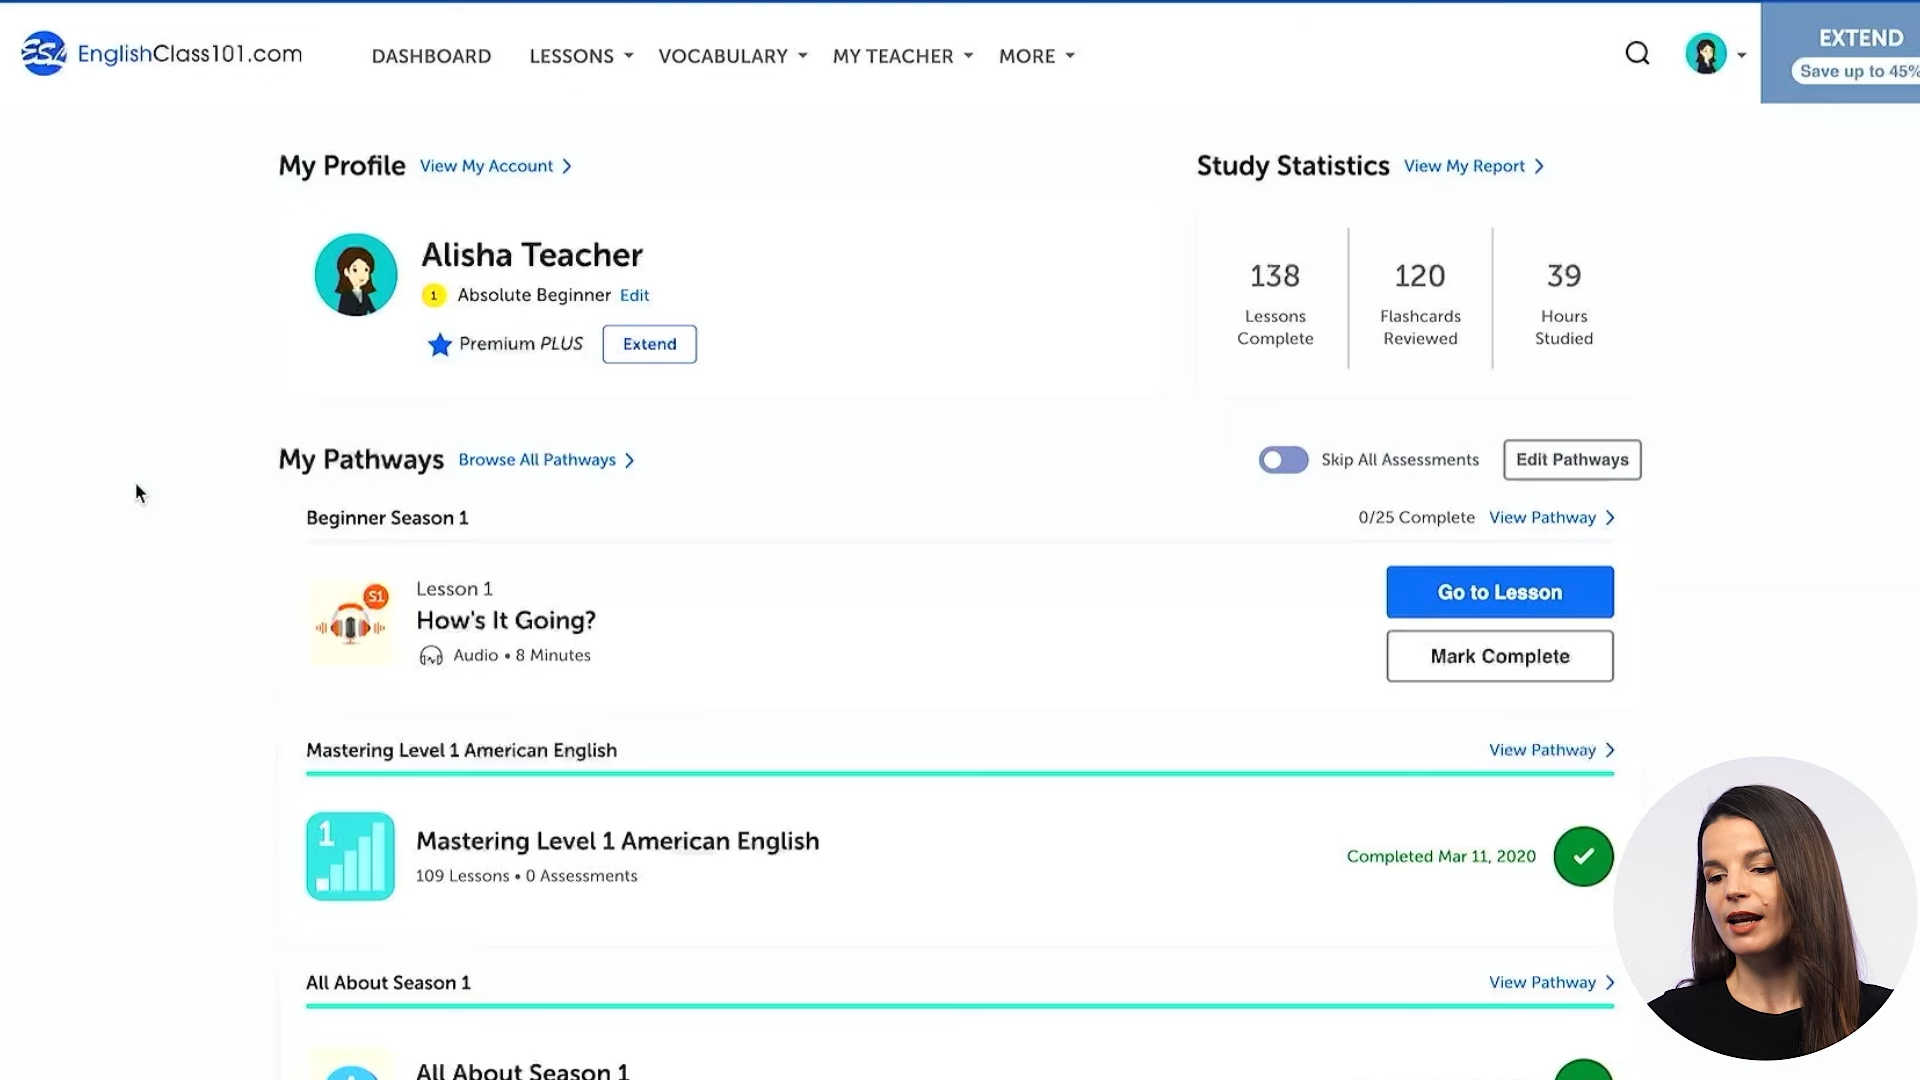 ESL EnglishClass101.com DASHBOARD LESSONS VOCABULARY MY TEACHER MORE EXTEND
Save up to 45%
My Profile View My Account
Study Statistics View My Report
Alisha Teacher
1 Absolute Beginner Edit
Premium PLUS Extend
138 120 39
Lessons Flashcards Hours
Complete Reviewed Studied
My Pathways Browse All Pathways Skip All Assessments Edit Pathways
Beginner Season 1 0/25 Complete View Pathway
S1
Lesson 1
How's It Going?
Audio • 8 Minutes
Go to Lesson
Mark Complete
Mastering Level 1 American English View Pathway
1
Mastering Level 1 American English
109 Lessons • 0 Assessments
Completed Mar 11, 2020
All About Season 1 View Pathway
All About Season 1